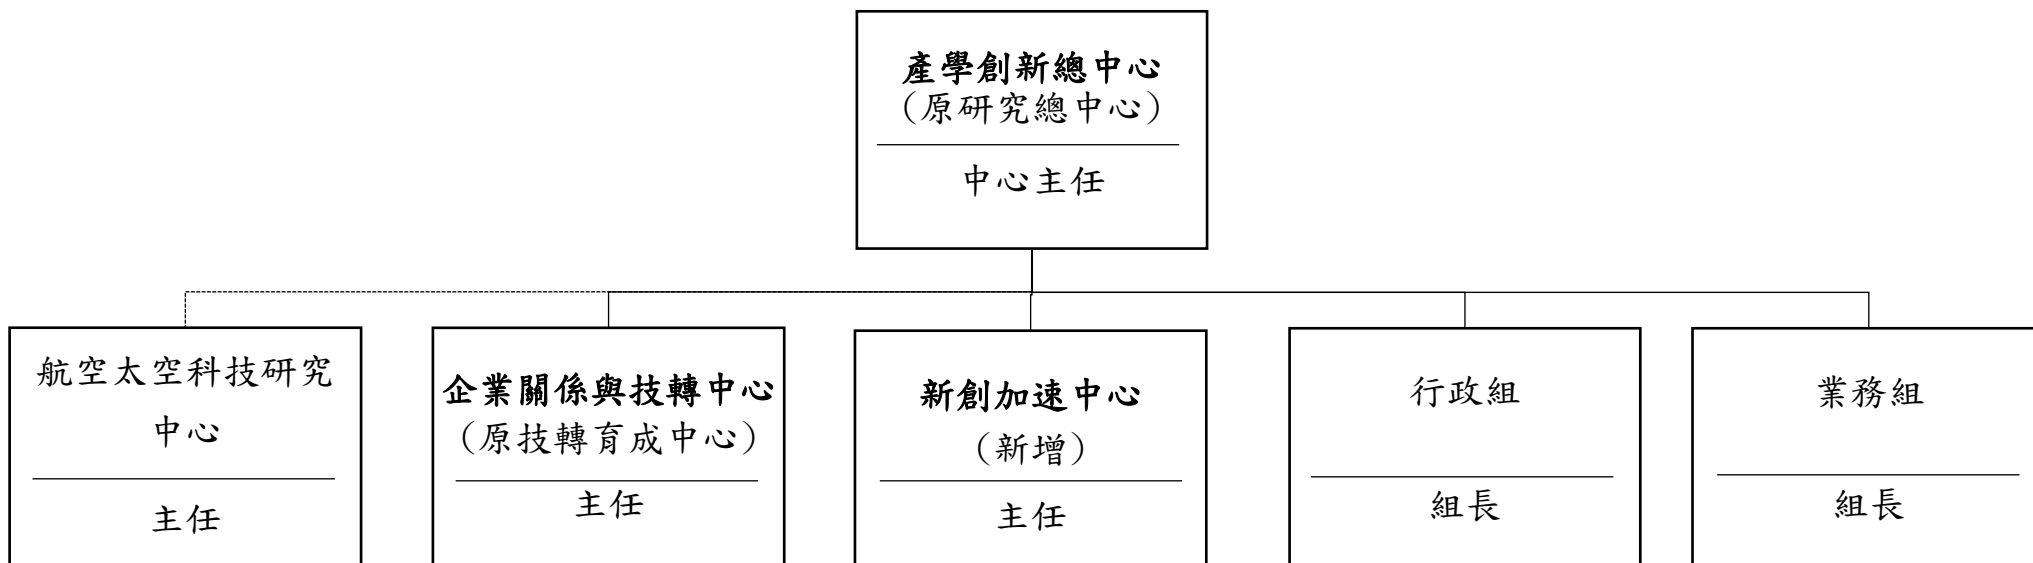 產學創新總中心
（原研究總中心）
中心主任
航空太空科技研究
中心
主任
企業關係與技轉中心
（原技轉育成中心）
主任
新創加速中心
（新增）
主任
行政組
組長
業務組
組長